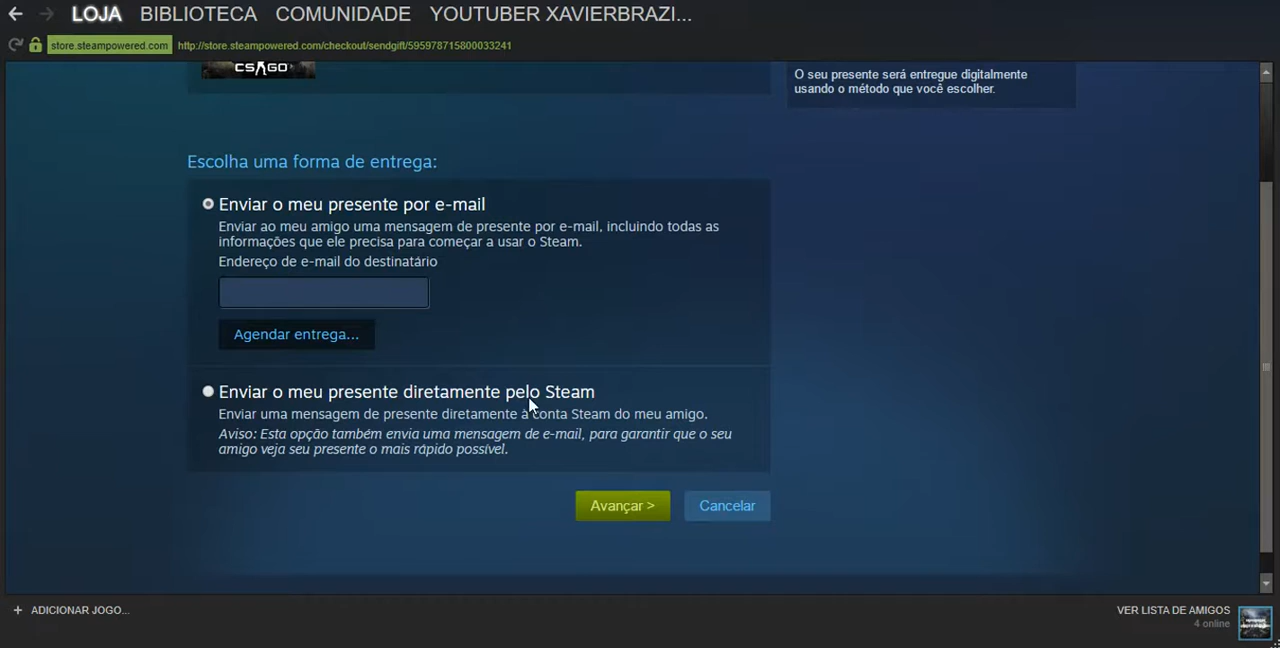 LOJA BIBLIOTECA COMUNIDADE YOUTUBER XAVIERBRAZI...
store.steampowered.com http://store.steampowered.com/checkout/sendgift/595978715800033241
CS GO
O seu presente será entregue digitalmente
usando o método que você escolher.
Escolha uma forma de entrega:
Enviar o meu presente por e-mail
Enviar ao meu amigo uma mensagem de presente por e-mail, incluindo todas as
informações que ele precisa para começar a usar o Steam.
Endereço de e-mail do destinatário
Agendar entrega...
Enviar o meu presente diretamente pelo Steam
Enviar uma mensagem de presente diretamente à conta Steam do meu amigo.
Aviso: Esta opção também envia uma mensagem de e-mail, para garantir que o seu
amigo veja seu presente o mais rápido possível.
Avançar > Cancelar
+ ADICIONAR JOGO...
VER LISTA DE AMIGOS
4 online